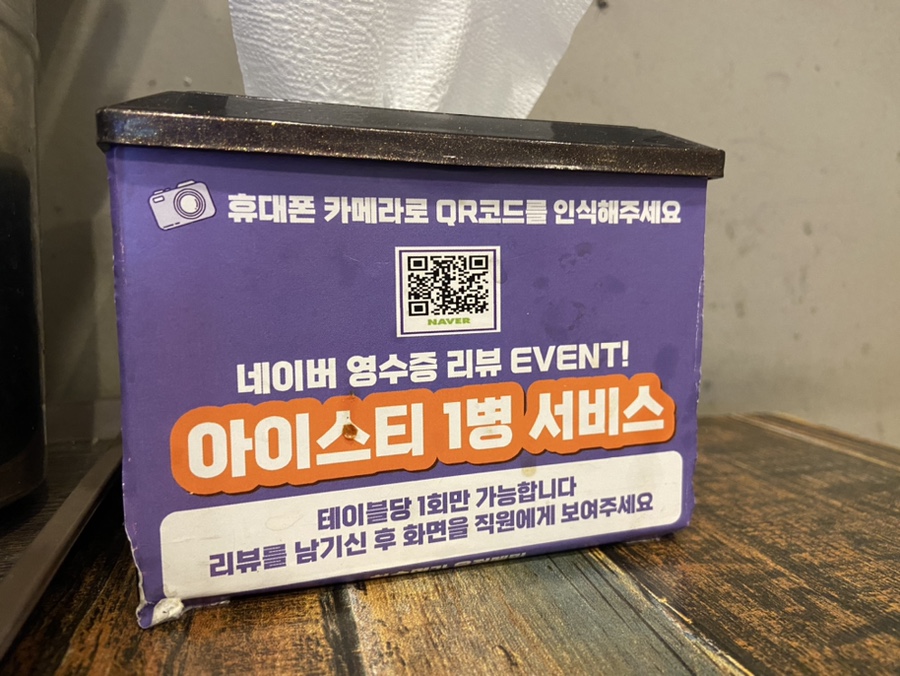 휴대폰 카메라로 QR코드를 인식해주세요
NAVER
네이버 영수증 리뷰 EVENT!
아이스티 1병 서비스
테이블당 1회만 가능합니다
리뷰를 남기신 후 화면을 직원에게 보여주세요